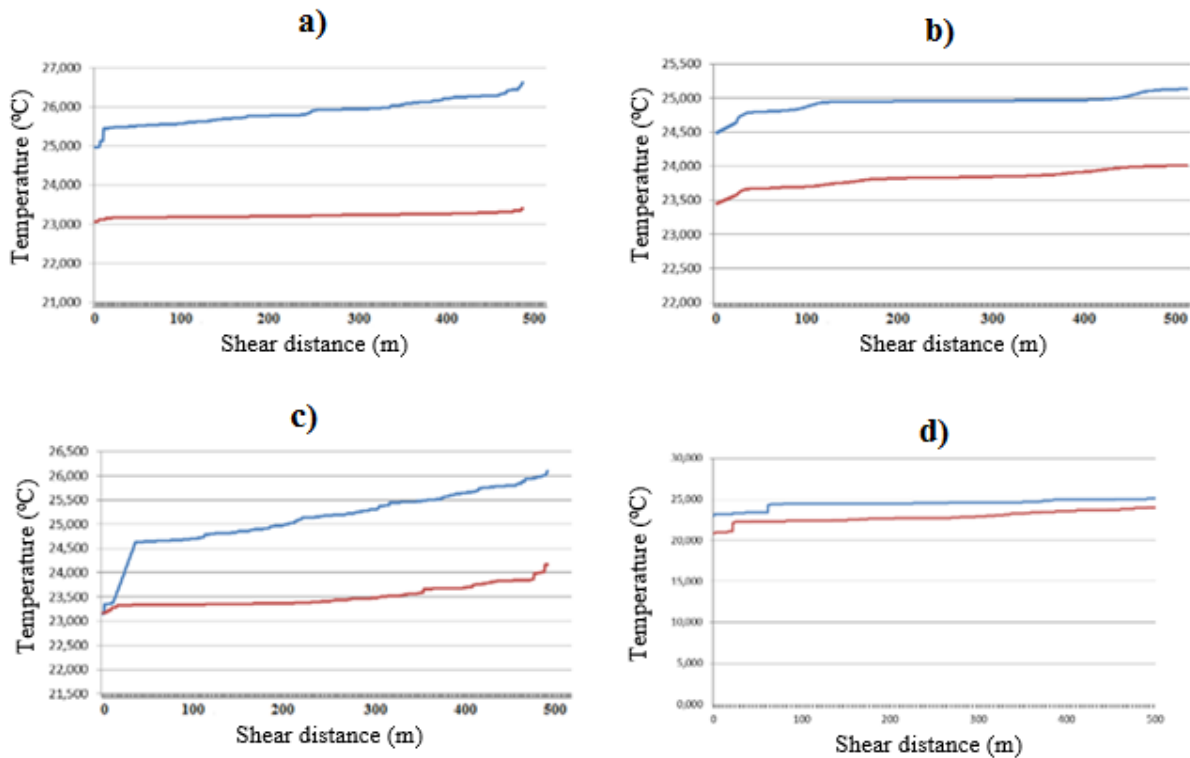 a)
27,000
26,000
25,000
24,000
23,000
22,000
21,000
Temperature (ºC)
0 100 200 300 400 500
Shear distance (m)
b)
25,500
25,000
24,500
24,000
23,500
23,000
22,500
22,000
Temperature (ºC)
0 100 200 300 400 500
Shear distance (m)
c)
26,500
26,000
25,500
25,000
24,500
24,000
23,500
23,000
22,500
22,000
21,500
Temperature (ºC)
0 100 200 300 400 500
Shear distance (m)
d)
30,000
25,000
20,000
15,000
10,000
5,000
0,000
Temperature (ºC)
0 100 200 300 400 500
Shear distance (m)